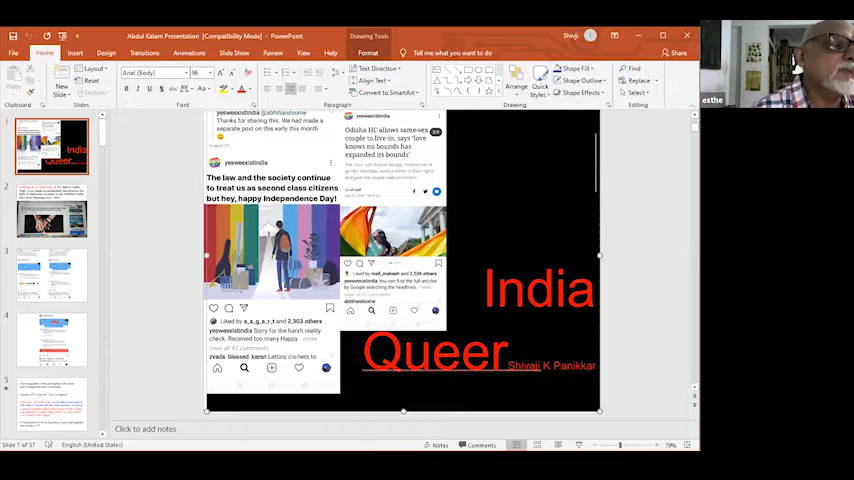 Abdul Kalam Presentation [Compatibility Mode] - PowerPoint
Drawing Tools
Shivji
File
Home
Insert
Design
Transitions
Animations
Slide Show
Review
View
Help
Format
Tell me what you want to do
Share
Paste
New
Slide
Layout
Reset
Section
Arial (Body)
96
Text Direction
Align Text
Convert to SmartArt
Arrange
Quick
Styles
Shape Fill
Shape Outline
Shape Effects
Find
Replace
Select
Clipboard
Slides
Font
Paragraph
Drawing
Editing
esthe
1
2
3
4
5
yesweexistindia @abhihandsome
Thanks for sharing this. We had made a
separate post on this early this month
yesweexistindia
The law and the society continue
to treat us as second class citizens
but hey, happy Independence Day!
Liked by s_a_g_a_r_t and 2,303 others
yesweexistindia Sorry for the harsh reality
check. Received too many Happy... more
View all 47 comments
yesweexistindia
Odisha HC allows same-sex
couple to live-in, says 'love
knows no bounds has
expanded its bounds'
Liked by mall_mahesh and 2,535 others
yesweexistindia You can find the full articles
by Google searching the headlines... more
abhihandsome
India
Queer
Shivaji K Panikkar
Click to add notes
Slide 1 of 57
English (United States)
Notes
Comments
79%